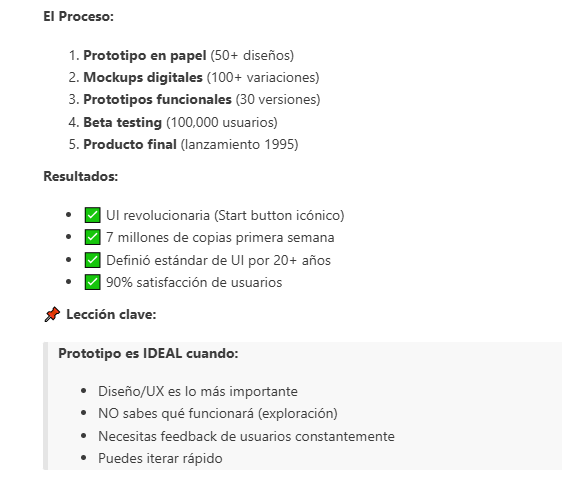 El Proceso:
1. Prototipo en papel (50+ diseños)
2. Mockups digitales (100+ variaciones)
3. Prototipos funcionales (30 versiones)
4. Beta testing (100,000 usuarios)
5. Producto final (lanzamiento 1995)
Resultados:
• ✅ UI revolucionaria (Start button icónico)
• ✅ 7 millones de copias primera semana
• ✅ Definió estándar de UI por 20+ años
• ✅ 90% satisfacción de usuarios
📌 Lección clave:
Prototipo es IDEAL cuando:
• Diseño/UX es lo más importante
• NO sabes qué funcionará (exploración)
• Necesitas feedback de usuarios constantemente
• Puedes iterar rápido